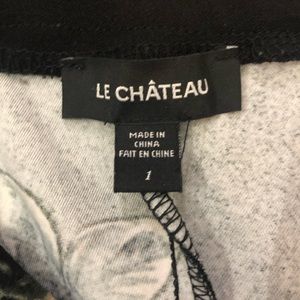 LE CHÂTEAU
MADE IN
CHINA
FAIT EN CHINE
1